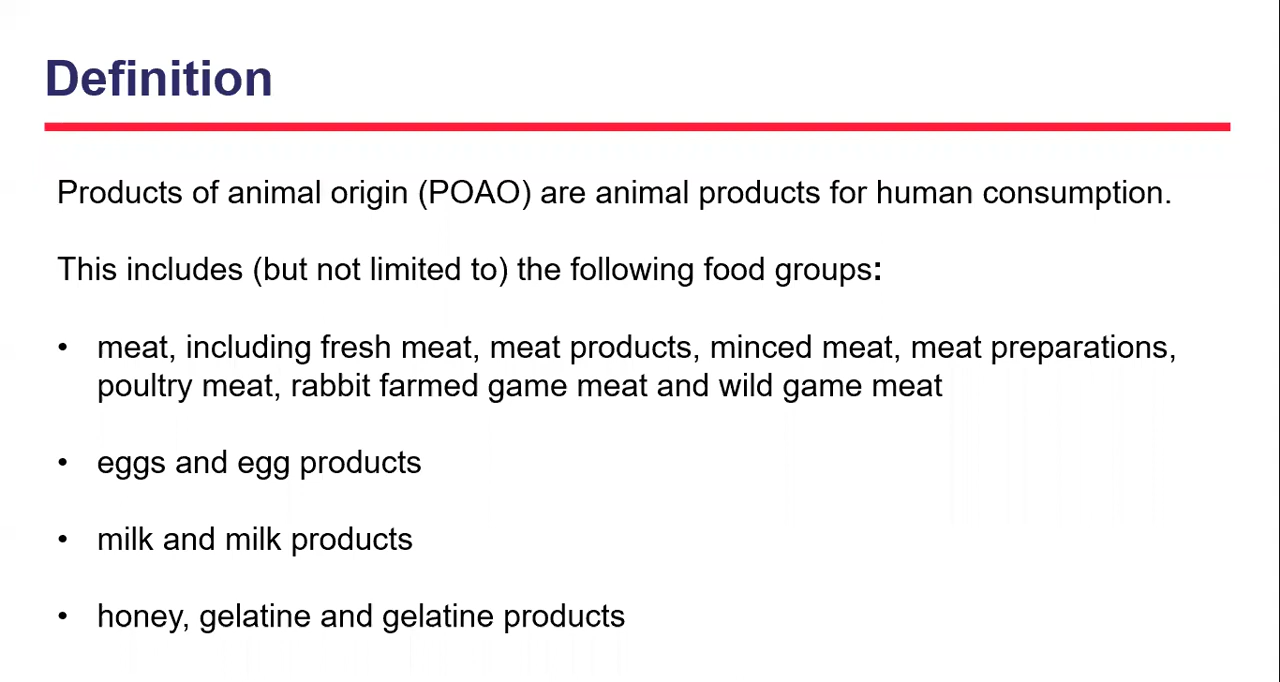 Definition
Products of animal origin (POAO) are animal products for human consumption.
This includes (but not limited to) the following food groups:
• meat, including fresh meat, meat products, minced meat, meat preparations,
poultry meat, rabbit farmed game meat and wild game meat
• eggs and egg products
• milk and milk products
• honey, gelatine and gelatine products